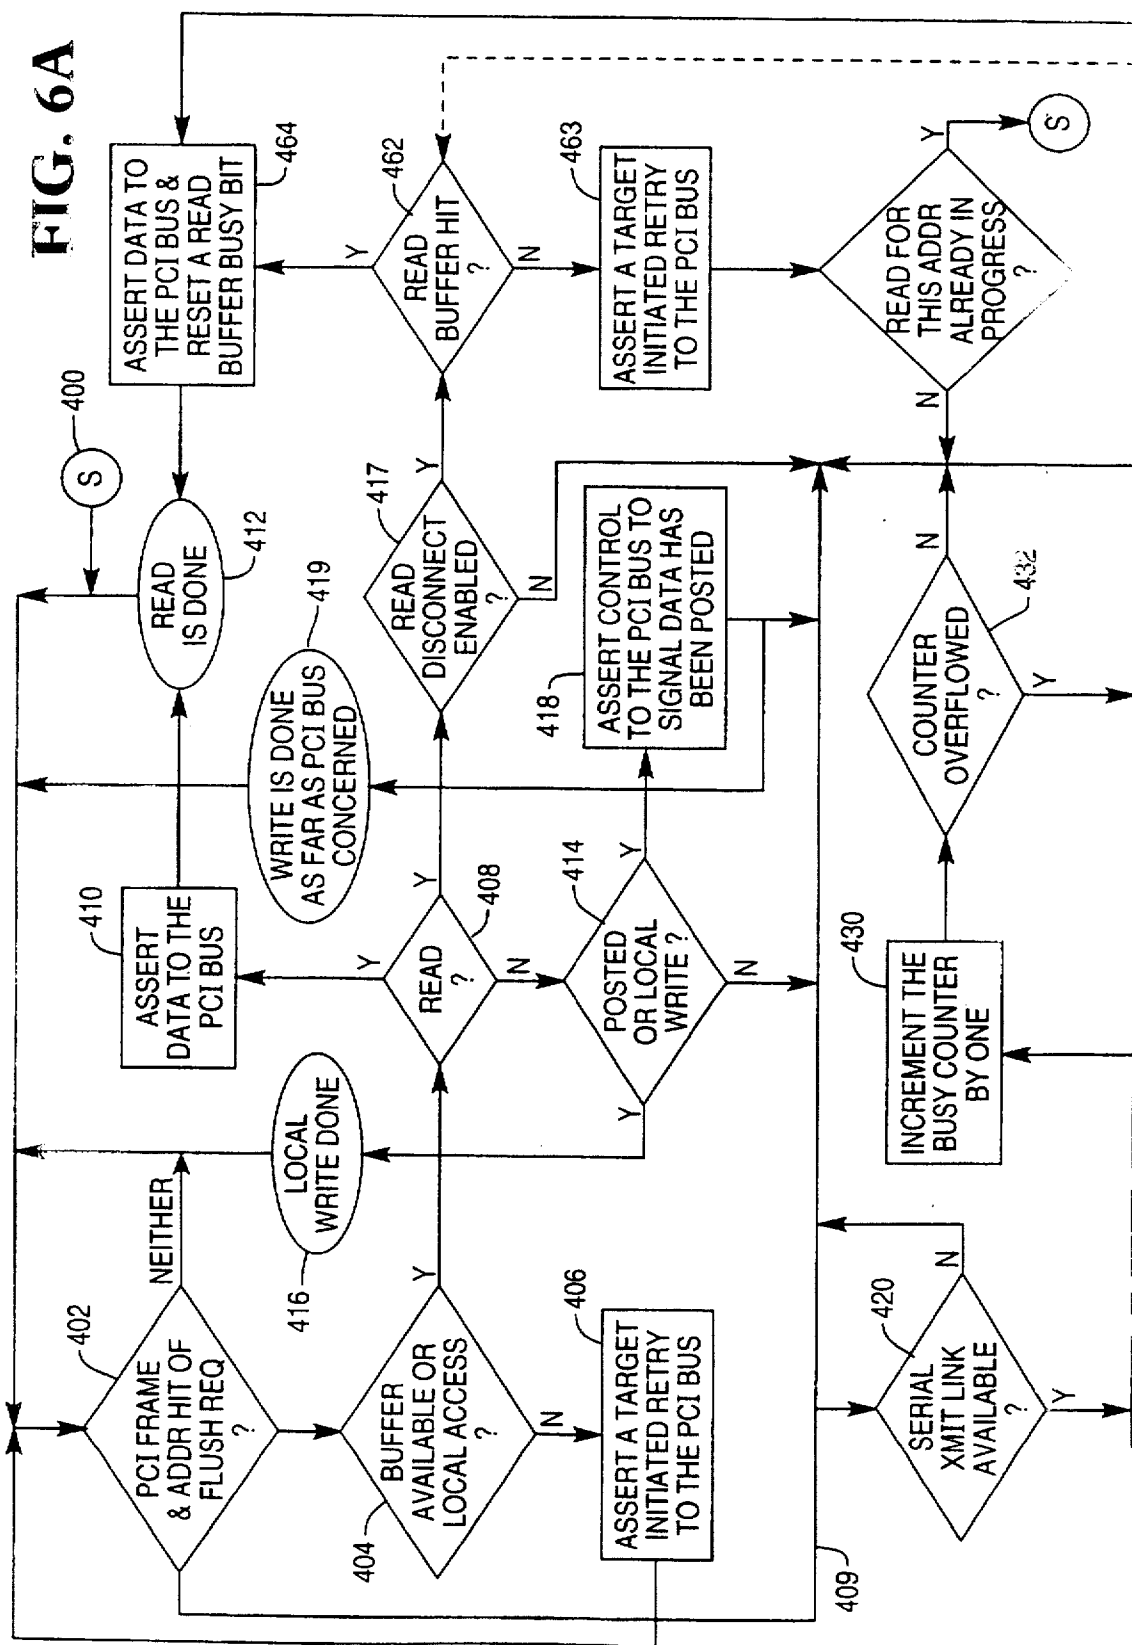 FIG. 6A
400
S
402
PCI FRAME
& ADDR HIT OF
FLUSH REQ
?
NEITHER
410
ASSERT
DATA TO THE
PCI BUS
READ
IS DONE
412
ASSERT DATA TO
THE PCI BUS &
RESET A READ
BUFFER BUSY BIT
464
416
LOCAL
WRITE DONE
WRITE IS DONE
AS FAR AS PCI BUS
CONCERNED
419
404
BUFFER
AVAILABLE OR
LOCAL ACCESS
?
Y
N
READ
?
408
Y
Y
N
READ
DISCONNECT
ENABLED
?
417
Y
N
READ
BUFFER HIT
?
462
Y
N
406
ASSERT A TARGET
INITIATED RETRY
TO THE PCI BUS
POSTED
OR LOCAL
WRITE ?
414
Y
Y
N
418
ASSERT CONTROL
TO THE PCI BUS TO
SIGNAL DATA HAS
BEEN POSTED
ASSERT A TARGET
INITIATED RETRY
TO THE PCI BUS
463
409
420
SERIAL
XMIT LINK
AVAILABLE
?
N
Y
430
INCREMENT THE
BUSY COUNTER
BY ONE
COUNTER
OVERFLOWED
?
432
N
Y
READ FOR
THIS ADDR
ALREADY IN
PROGRESS
?
N
Y
S